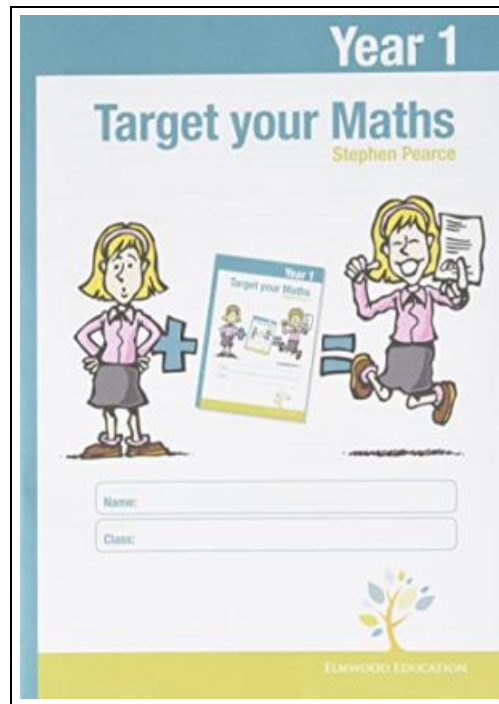 Year 1
Target your Maths
Stephen Pearce
+
Year 1
Target your Maths
=
Name:
Class:
ELMWOOD EDUCATION